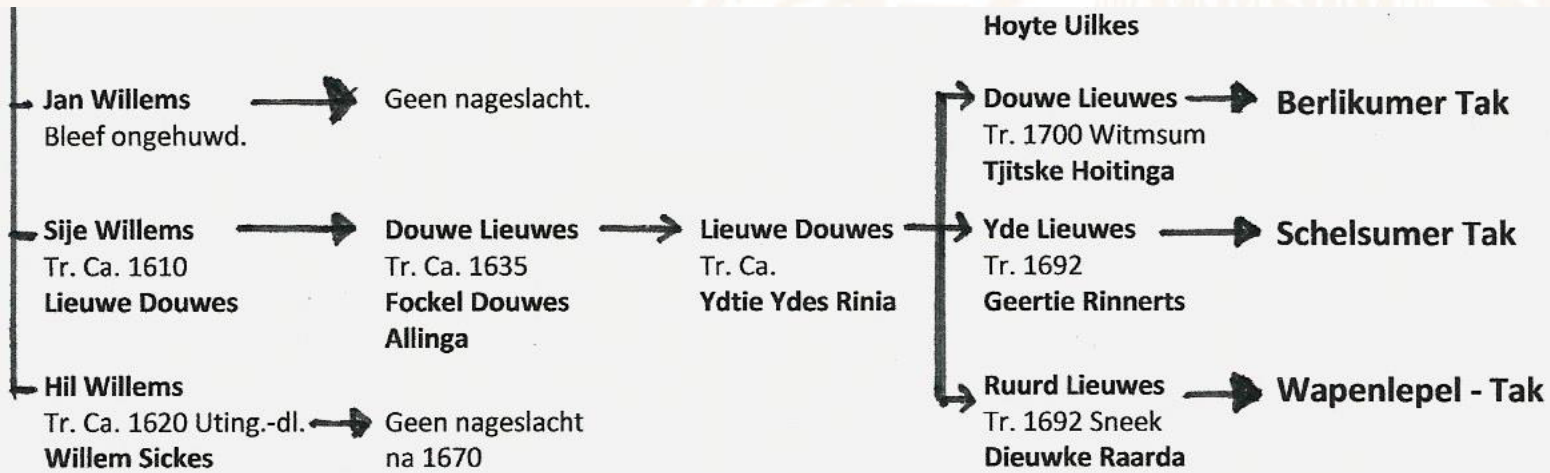 Hoyte Uilkes
Jan Willems
Bleef ongehuwd.
Geen nageslacht.
Douwe Lieuwes
Tr. 1700 Witmsum
Tjitske Hoitinga
Berlikumer Tak
Sije Willems
Tr. Ca. 1610
Lieuwe Douwes
Douwe Lieuwes
Tr. Ca. 1635
Fockel Douwes
Allinga
Lieuwe Douwes
Tr. Ca.
Ydtie Ydes Rinia
Yde Lieuwes
Tr. 1692
Geertie Rinnerts
Schelsumer Tak
Hil Willems
Tr. Ca. 1620 Uting.-dl.
Willem Sickes
Geen nageslacht
na 1670
Ruurd Lieuwes
Tr. 1692 Sneek
Dieuwke Raarda
Wapenlepel - Tak